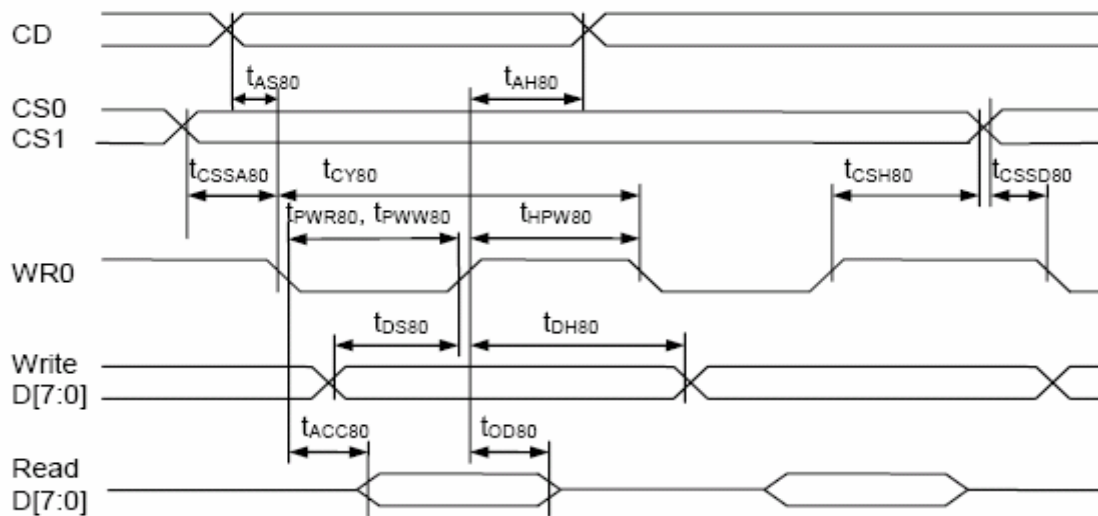 CD
tAS80 tAH80
CS0
CS1
tCSSA80 tCY80 tCSH80 tCSSD80
tPWR80, tPWW80 tHPW80
WR0
tDS80 tDH80
Write
D[7:0]
tACC80 tOD80
Read
D[7:0]